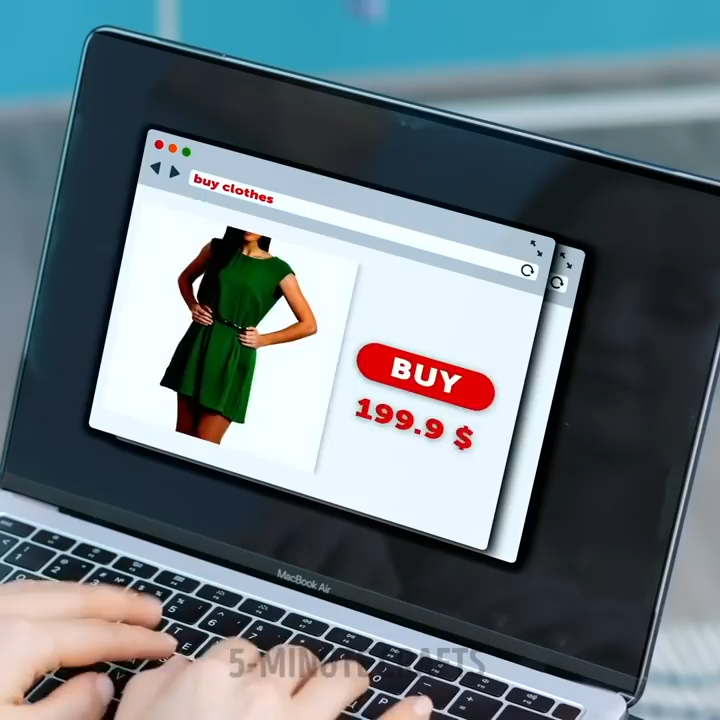 buy clothes
BUY
199.9 $
MacBook Air
5-MINUTE CRAFTS